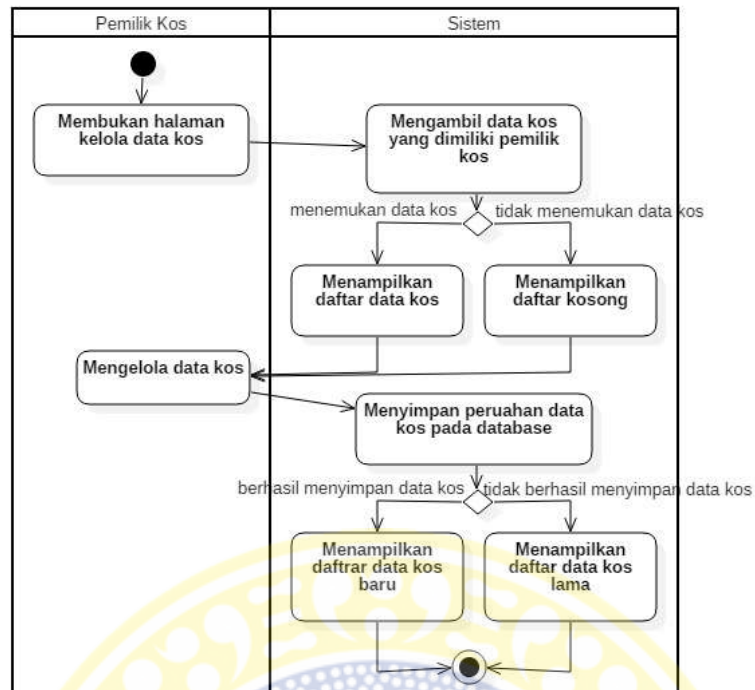 Pemilik Kos
Sistem
Membukan halaman
kelola data kos
Mengambil data kos
yang dimiliki pemilik
kos
menemukan data kos
tidak menemukan data kos
Menampilkan
daftar data kos
Menampilkan
daftar kosong
Mengelola data kos
Menyimpan peruahan data
kos pada database
berhasil menyimpan data kos
tidak berhasil menyimpan data kos
Menampilkan
daftrar data kos
baru
Menampilkan
daftar data kos
lama